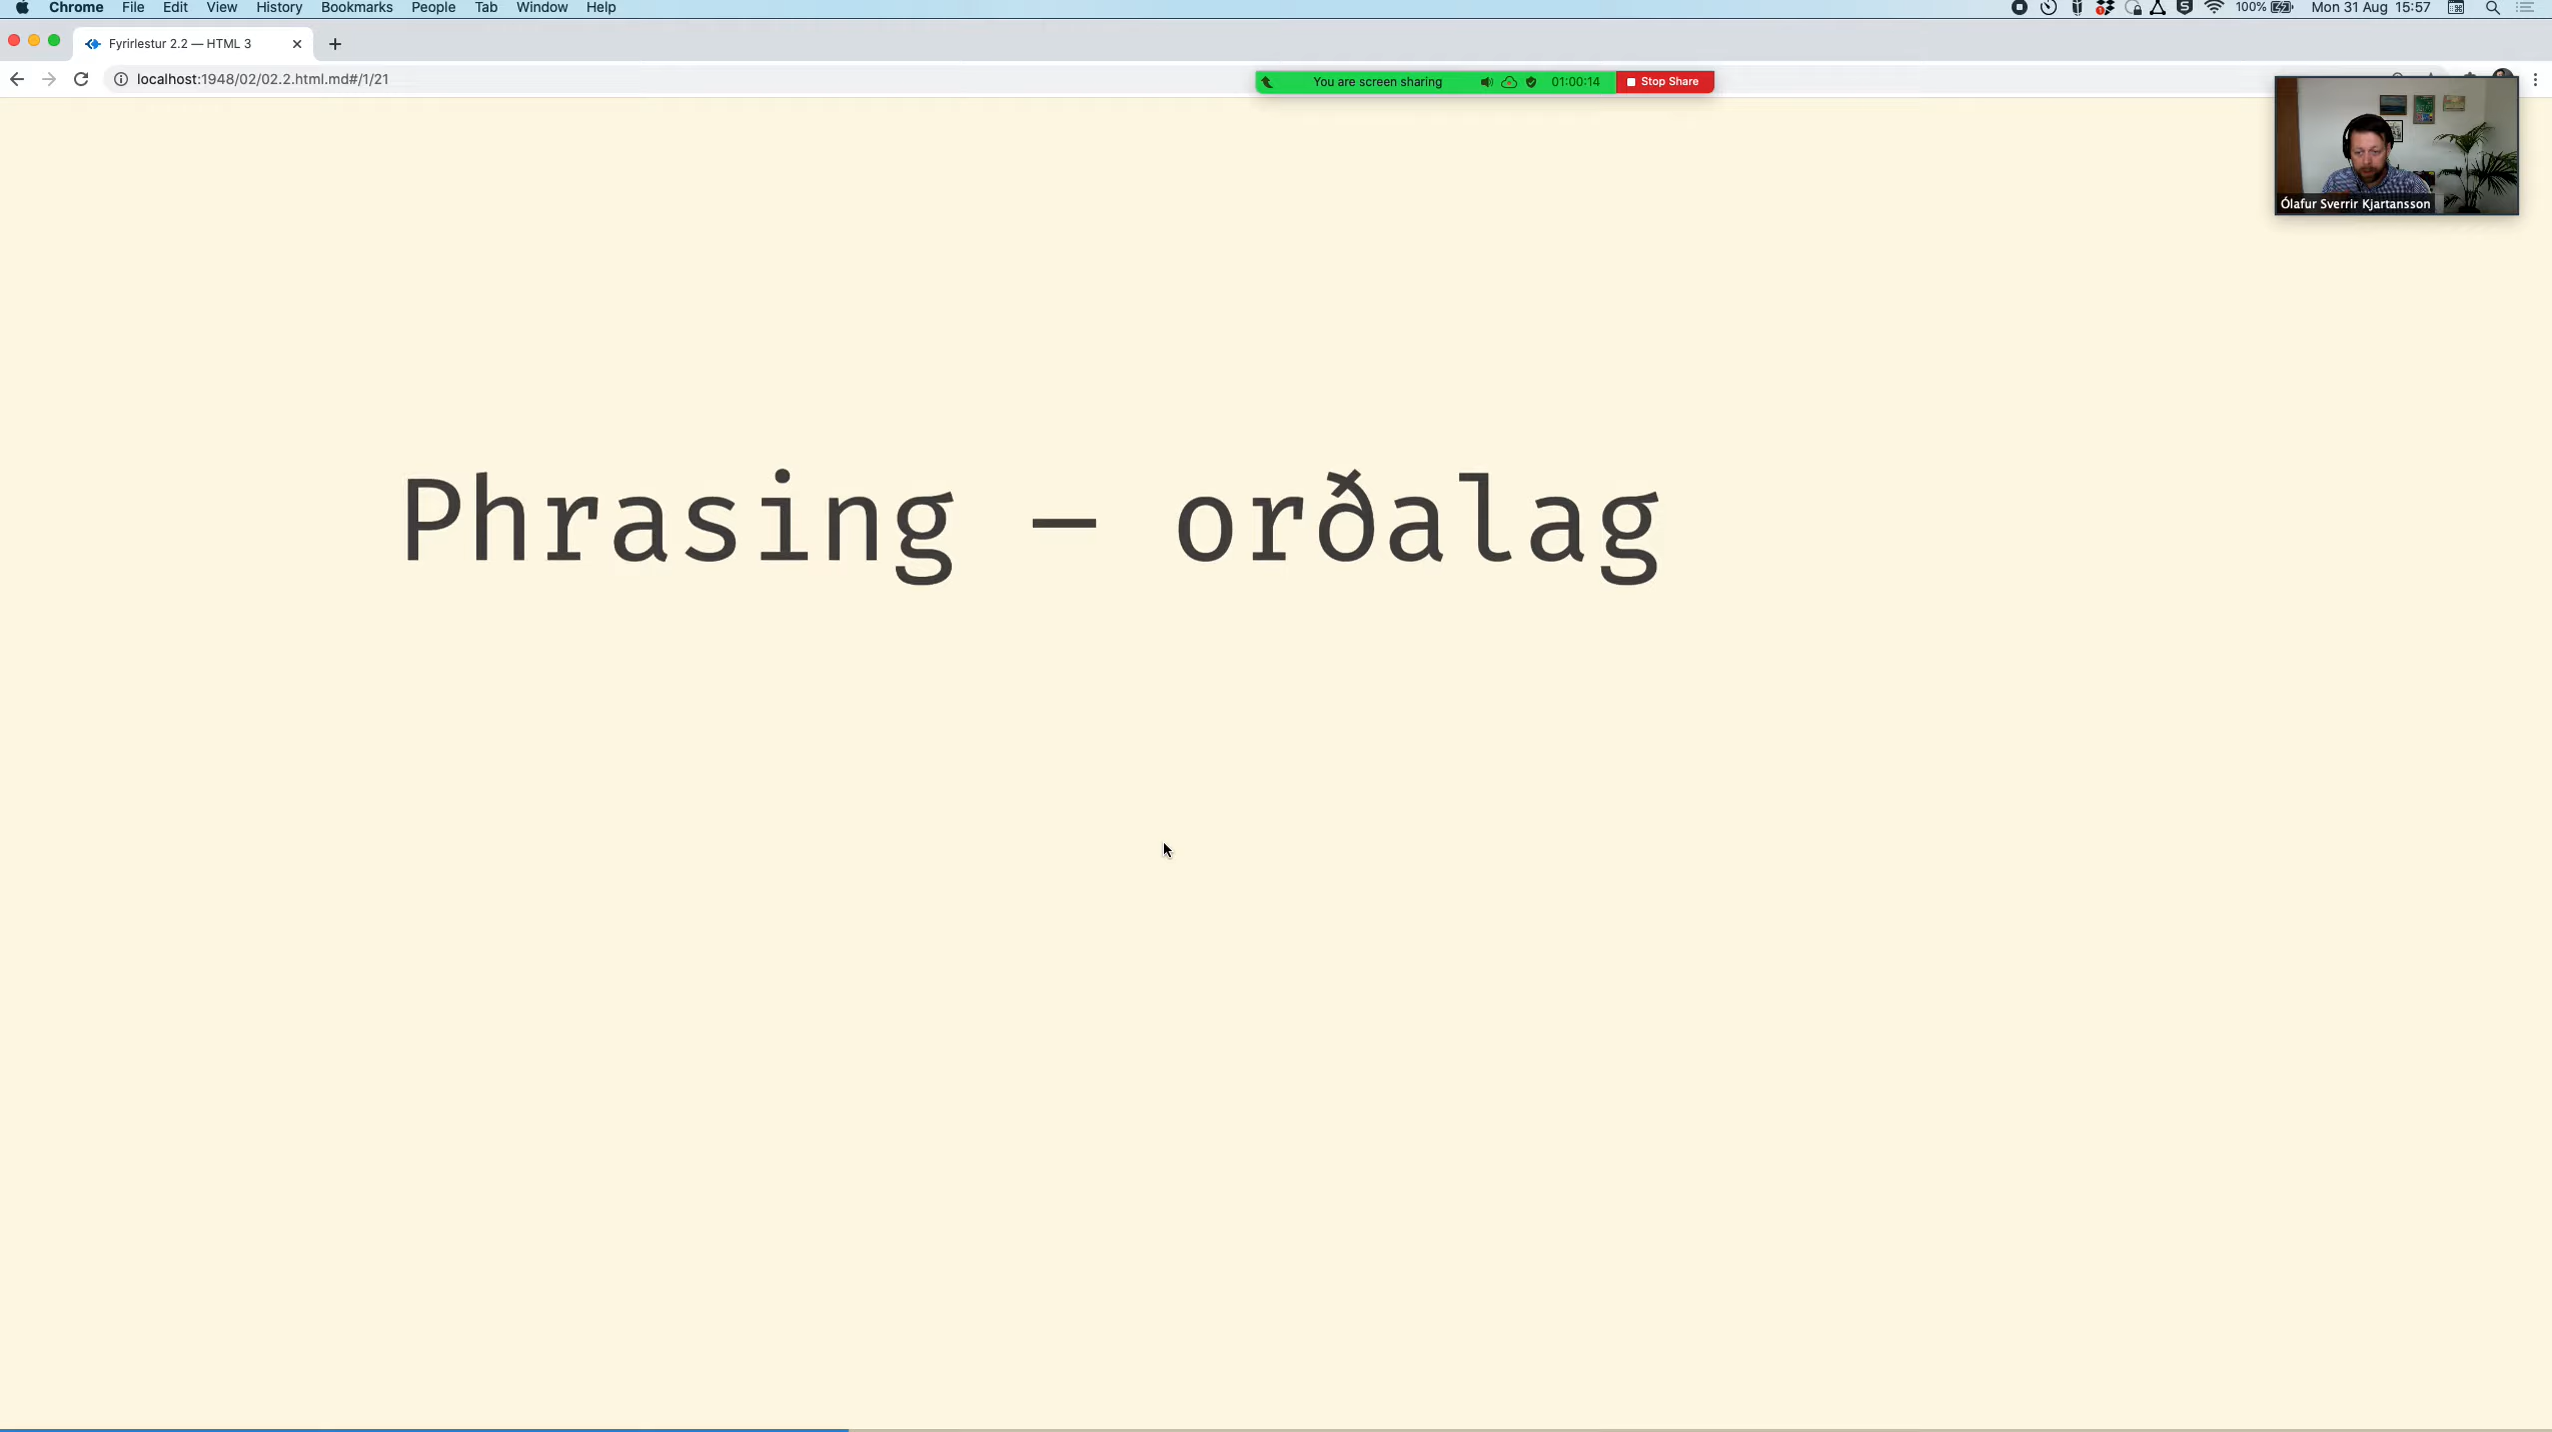 Chrome File Edit View History Bookmarks People Tab Window Help
100% Mon 31 Aug 15:57
Fyrirlestur 2.2 — HTML 3
localhost:1948/02/02.2.html.md#/1/21
You are screen sharing 01:00:14 Stop Share
Ólafur Sverrir Kjartansson
Phrasing — orðalag